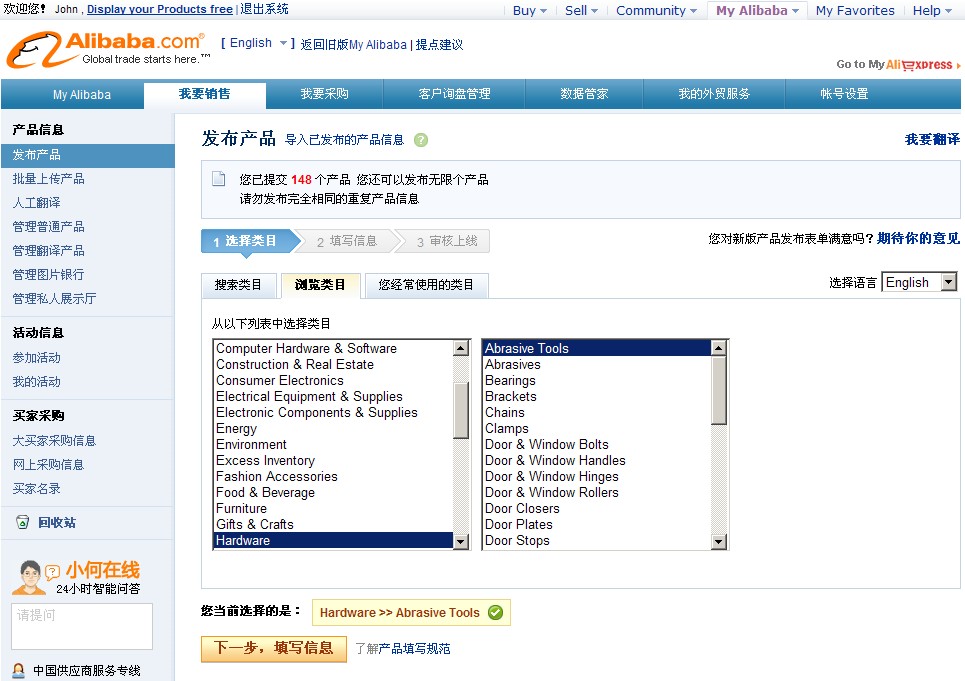 欢迎您! John , Display your Products free | 退出系统
Buy Sell Community My Alibaba My Favorites Help
Alibaba.com®
Global trade starts here.™
[ English ] 返回旧版My Alibaba | 提点建议
Go to My AliExpress
My Alibaba 我要销售 我要采购 客户询盘管理 数据管家 我的外贸服务 帐号设置
产品信息
发布产品
批量上传产品
人工翻译
管理普通产品
管理翻译产品
管理图片银行
管理私人展示厅
活动信息
参加活动
我的活动
买家采购
大买家采购信息
网上采购信息
买家名录
回收站
小何在线
24小时智能问答
请提问
中国供应商服务专线
发布产品 导入已发布的产品信息 ?
我要翻译
您已提交 148 个产品 您还可以发布无限个产品
请勿发布完全相同的重复产品信息
1 选择类目 2 填写信息 3 审核上线
您对新版产品发布表单满意吗? 期待你的意见
搜索类目 浏览类目 您经常使用的类目
选择语言 English
从以下列表中选择类目
Computer Hardware & Software
Construction & Real Estate
Consumer Electronics
Electrical Equipment & Supplies
Electronic Components & Supplies
Energy
Environment
Excess Inventory
Fashion Accessories
Food & Beverage
Furniture
Gifts & Crafts
Hardware
Abrasive Tools
Abrasives
Bearings
Brackets
Chains
Clamps
Door & Window Bolts
Door & Window Handles
Door & Window Hinges
Door & Window Rollers
Door Closers
Door Plates
Door Stops
您当前选择的是： Hardware >> Abrasive Tools
下一步，填写信息 了解产品填写规范